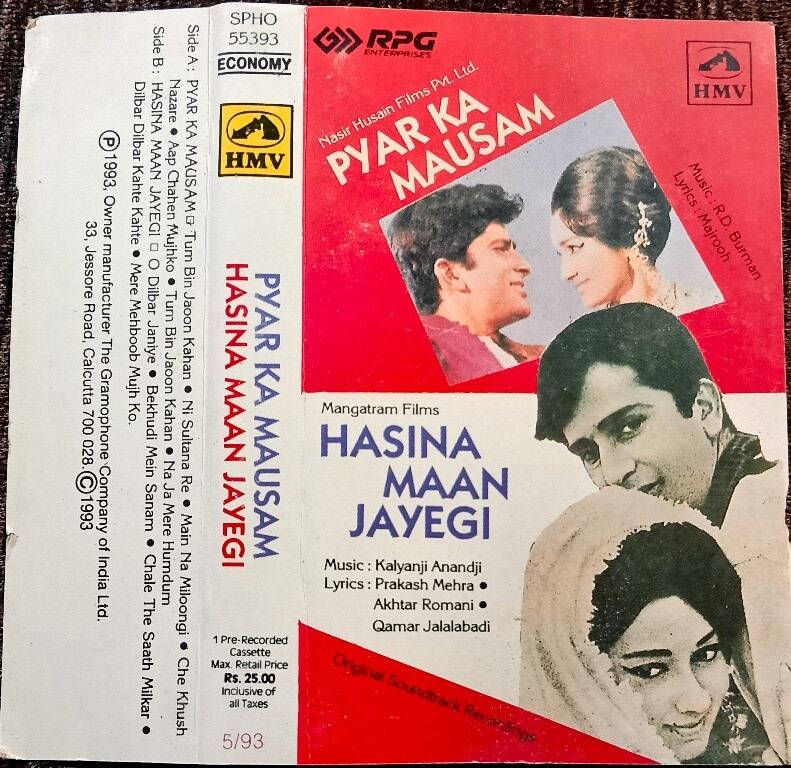 Side A : PYAR KA MAUSAM □ Tum Bin Jaoon Kahan • Ni Sultana Re • Main Na Miloongi • Che Khush
Nazare • Aap Chahen Mujhko • Tum Bin Jaoon Kahan • Na Ja Mere Humdum
Side B : HASINA MAAN JAYEGI □ O Dilbar Janiye • Bekhudi Mein Sanam • Chale The Saath Milkar •
Dilbar Dilbar Kahte Kahte • Mere Mehboob Mujh Ko.
Ⓟ 1993, Owner manufacturer The Gramophone Company of India Ltd.
33, Jessore Road, Calcutta 700 028. Ⓒ 1993
SPHO
55393
ECONOMY
HMV
PYAR KA MAUSAM
HASINA MAAN JAYEGI
1 Pre-Recorded
Cassette
Max. Retail Price
Rs. 25.00
Inclusive of
all Taxes
5/93
RPG
ENTERPRISES
HMV
Nasir Husain Films Pvt. Ltd.
PYAR KA
MAUSAM
Music : R.D. Burman
Lyrics : Majrooh
Mangatram Films
HASINA
MAAN
JAYEGI
Music : Kalyanji Anandji
Lyrics : Prakash Mehra •
Akhtar Romani •
Qamar Jalalabadi
Original Soundtrack Recordings